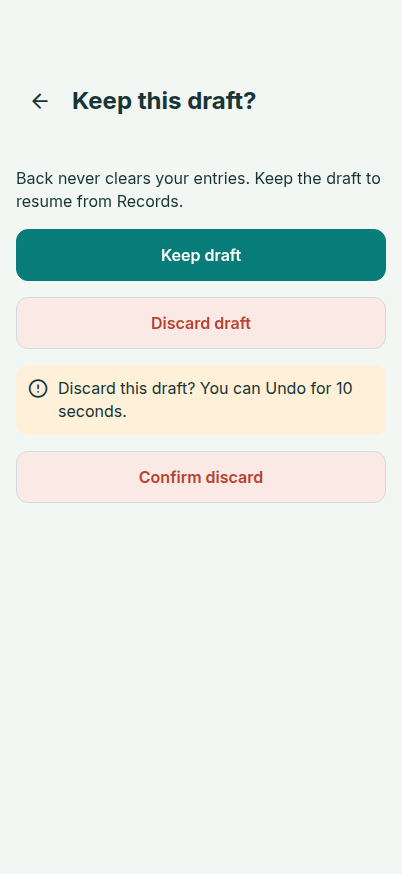 Keep this draft?
Back never clears your entries. Keep the draft to
resume from Records.
Keep draft
Discard draft
Discard this draft? You can Undo for 10
seconds.
Confirm discard